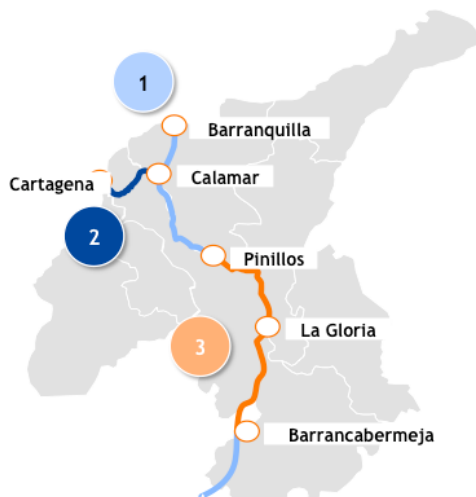 1
Barranquilla
Calamar
Cartagena
2
Pinillos
3
La Gloria
Barrancabermeja